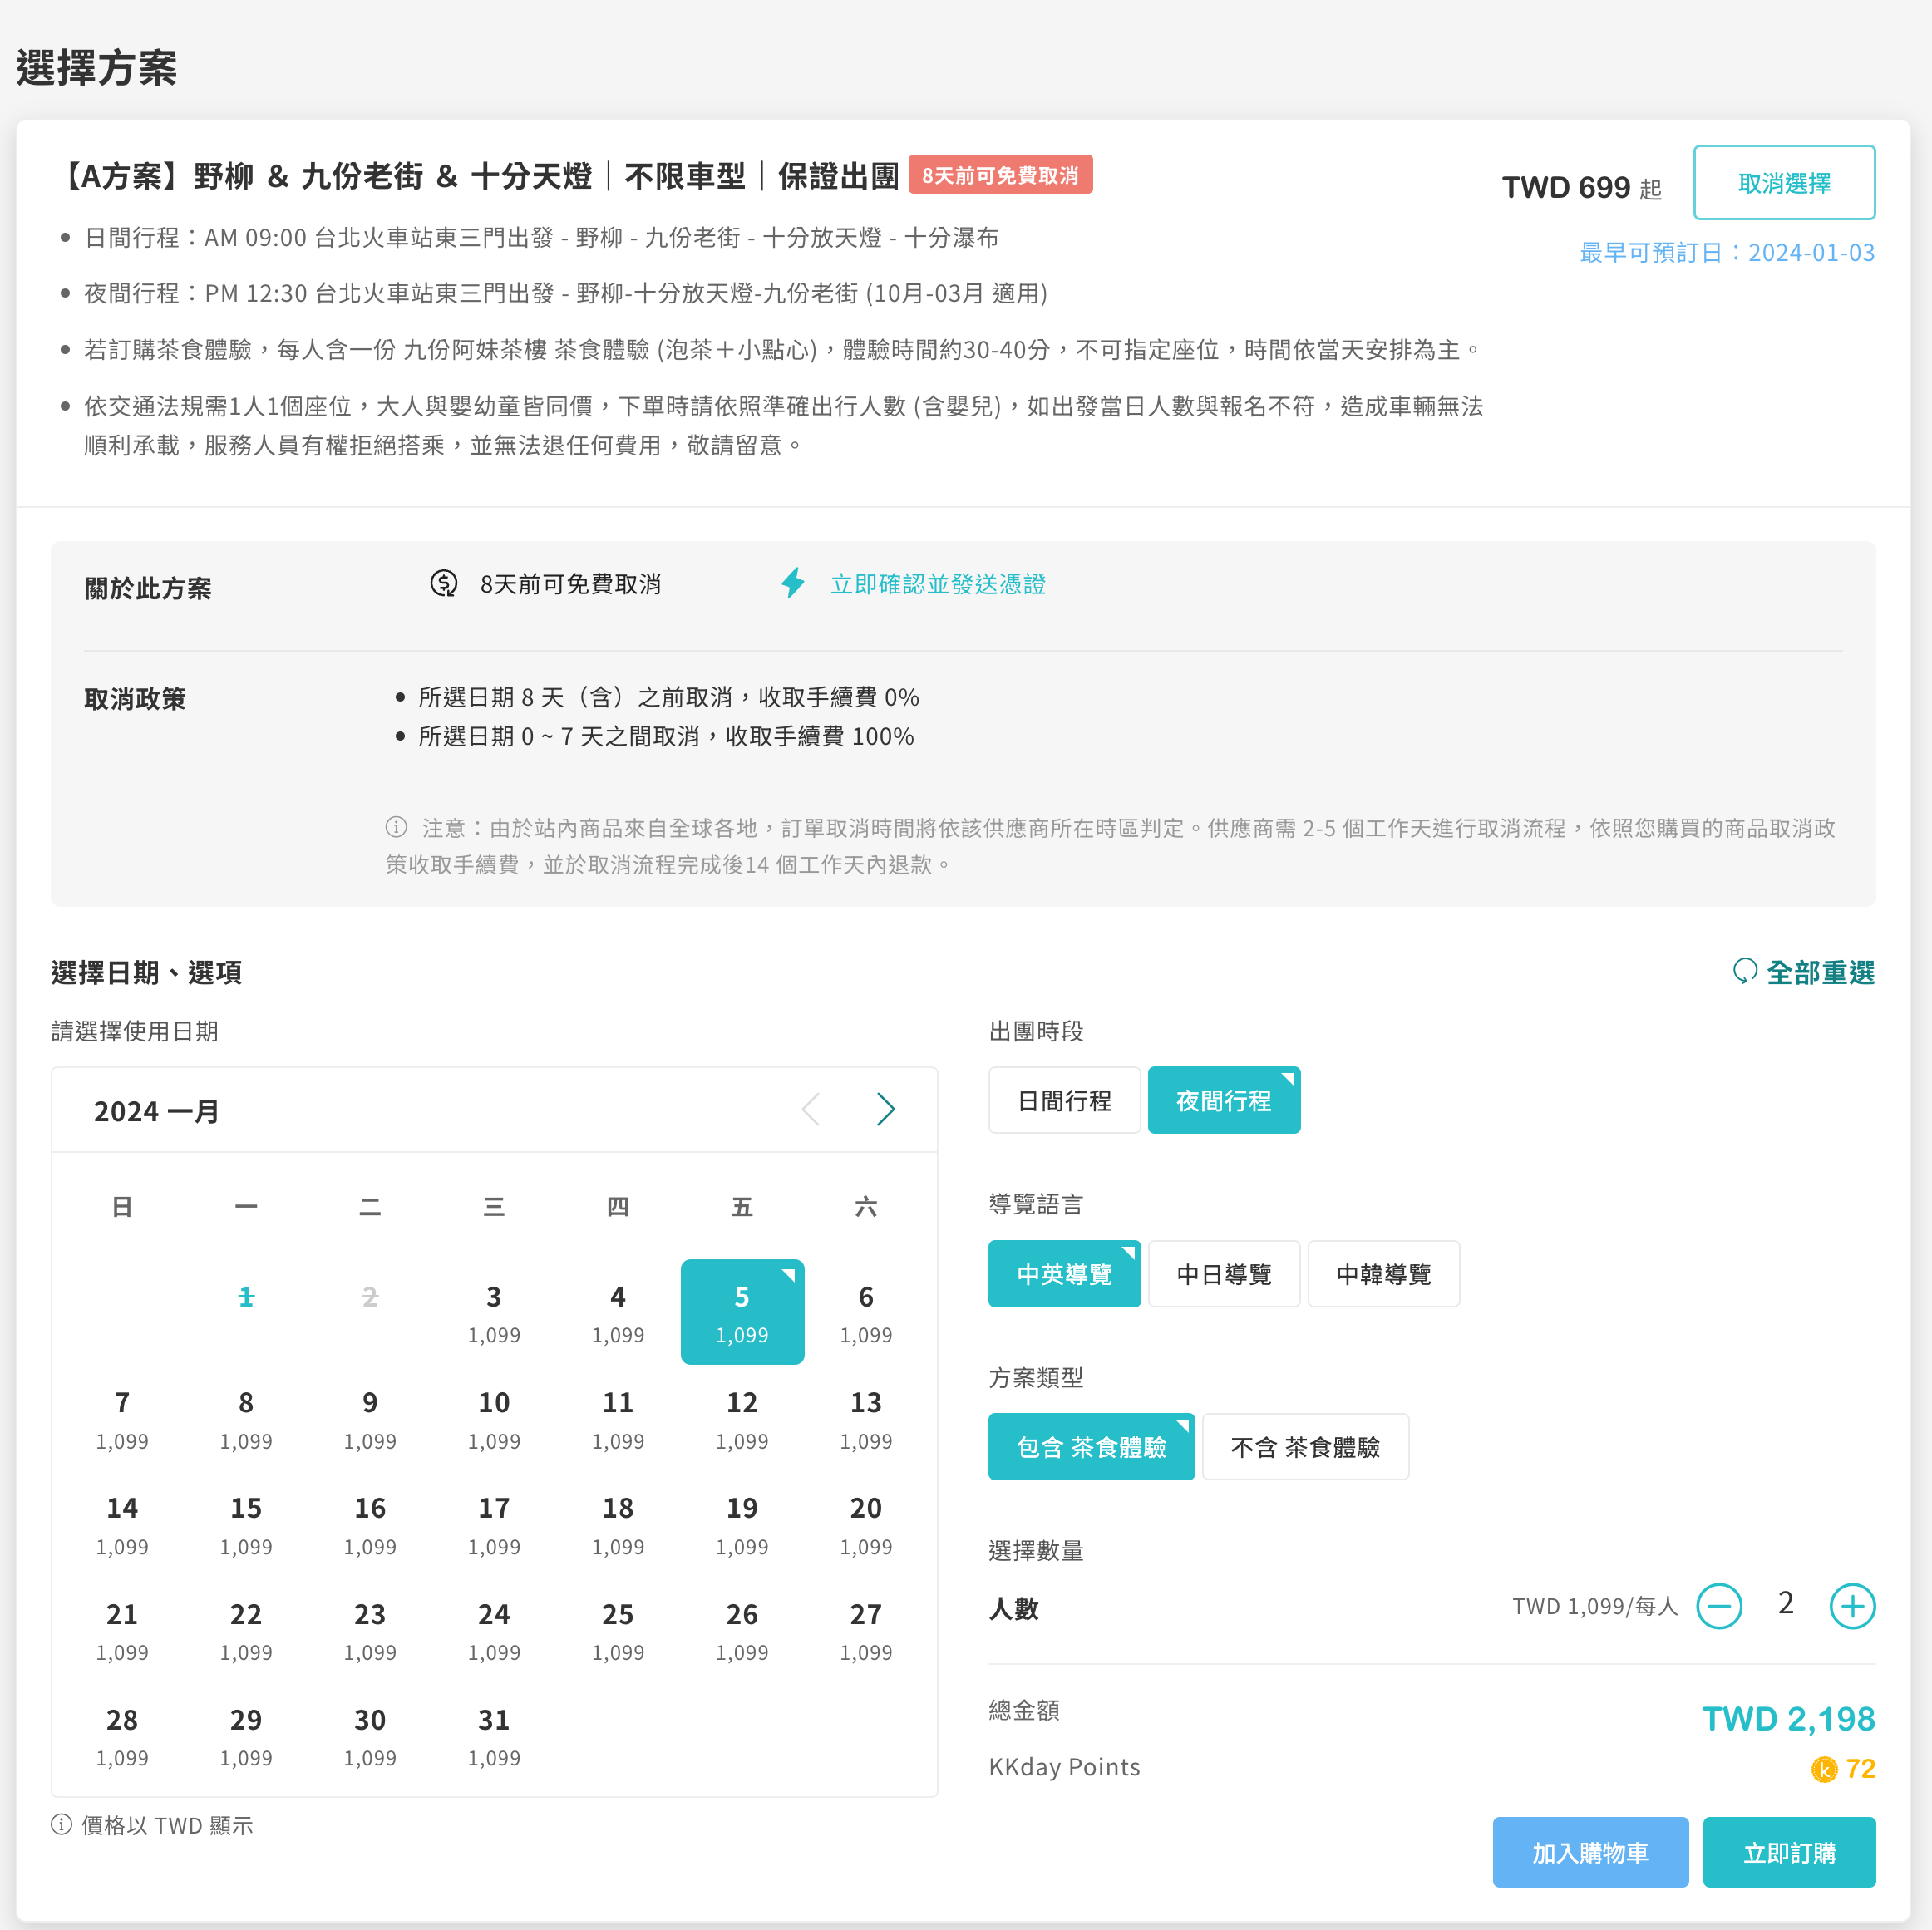 選擇方案
【A方案】野柳 & 九份老街 & 十分天燈｜不限車型｜保證出團 8天前可免費取消
TWD 699 起
取消選擇
最早可預訂日：2024-01-03
日間行程：AM 09:00 台北火車站東三門出發 - 野柳 - 九份老街 - 十分放天燈 - 十分瀑布
夜間行程：PM 12:30 台北火車站東三門出發 - 野柳-十分放天燈-九份老街 (10月-03月 適用)
若訂購茶食體驗，每人含一份 九份阿妹茶樓 茶食體驗 (泡茶＋小點心)，體驗時間約30-40分，不可指定座位，時間依當天安排為主。
依交通法規需1人1個座位，大人與嬰幼童皆同價，下單時請依照準確出行人數 (含嬰兒)，如出發當日人數與報名不符，造成車輛無法
順利承載，服務人員有權拒絕搭乘，並無法退任何費用，敬請留意。
關於此方案
8天前可免費取消
立即確認並發送憑證
取消政策
所選日期 8 天（含）之前取消，收取手續費 0%
所選日期 0 ~ 7 天之間取消，收取手續費 100%
注意：由於站內商品來自全球各地，訂單取消時間將依該供應商所在時區判定。供應商需 2-5 個工作天進行取消流程，依照您購買的商品取消政
策收取手續費，並於取消流程完成後14 個工作天內退款。
選擇日期、選項
全部重選
請選擇使用日期
2024 一月
日 一 二 三 四 五 六
1 2 3 4 5 6
1,099 1,099 1,099 1,099
7 8 9 10 11 12 13
1,099 1,099 1,099 1,099 1,099 1,099 1,099
14 15 16 17 18 19 20
1,099 1,099 1,099 1,099 1,099 1,099 1,099
21 22 23 24 25 26 27
1,099 1,099 1,099 1,099 1,099 1,099 1,099
28 29 30 31
1,099 1,099 1,099 1,099
價格以 TWD 顯示
出團時段
日間行程 夜間行程
導覽語言
中英導覽 中日導覽 中韓導覽
方案類型
包含 茶食體驗 不含 茶食體驗
選擇數量
人數 TWD 1,099/每人 2
總金額 TWD 2,198
KKday Points 72
加入購物車 立即訂購